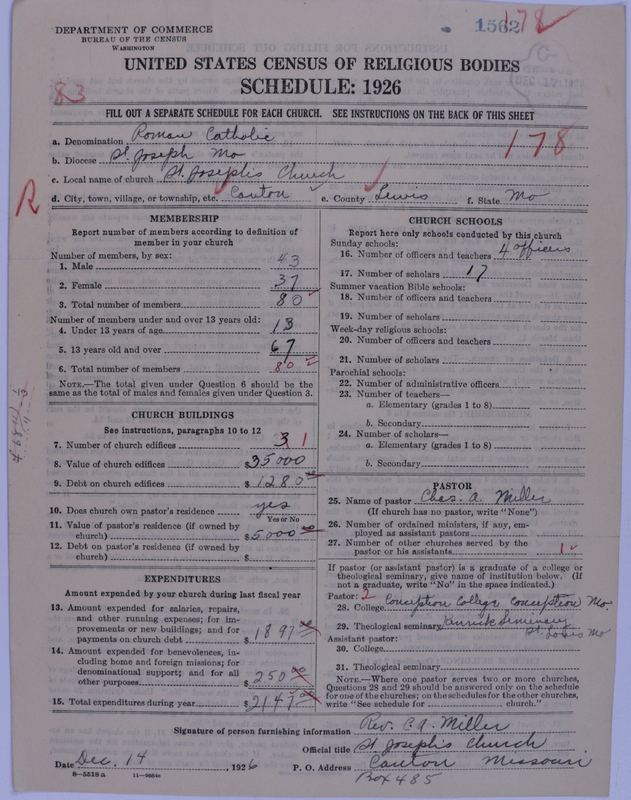 DEPARTMENT OF COMMERCE
BUREAU OF THE CENSUS
WASHINGTON
1562
178
UNITED STATES CENSUS OF RELIGIOUS BODIES
SCHEDULE: 1926
83
FILL OUT A SEPARATE SCHEDULE FOR EACH CHURCH. SEE INSTRUCTIONS ON THE BACK OF THIS SHEET
a. Denomination Roman Catholic
178
b. Diocese St. Joseph Mo
c. Local name of church St. Joseph's Church
R
d. City, town, village, or township, etc. Canton e. County Lewis f. State Mo
MEMBERSHIP
Report number of members according to definition of member in your church
Number of members, by sex:
1. Male 43
2. Female 37
3. Total number of members 80
Number of members under and over 13 years old:
4. Under 13 years of age 13
5. 13 years old and over 67
6. Total number of members 80
NOTE.—The total given under Question 6 should be
same as the total of males and females given under Question 3.
CHURCH BUILDINGS
See instructions, paragraphs 10 to 12
7. Number of church edifices 3 1
8. Value of church edifices $35000
9. Debt on church edifices $1280
10. Does church own pastor's residence yes
Yes or No
11. Value of pastor's residence (if owned by
church) $5000
12. Debt on pastor's residence (if owned by
church) $
EXPENDITURES
Amount expended by your church during last fiscal year
13. Amount expended for salaries, repairs,
and other running expenses; for im-
provements or new buildings; and for
payments on church debt $1897
14. Amount expended for benevolences, in-
cluding home and foreign missions; for
denominational support; and for all
other purposes $250
15. Total expenditures during year $2147
CHURCH SCHOOLS
Report here only schools conducted by this church
Sunday schools:
16. Number of officers and teachers 4 officers
17. Number of scholars 17
Summer vacation Bible schools:
18. Number of officers and teachers
19. Number of scholars
Week-day religious schools:
20. Number of officers and teachers
21. Number of scholars
Parochial schools:
22. Number of administrative officers
23. Number of teachers—
a. Elementary (grades 1 to 8)
b. Secondary
24. Number of scholars—
a. Elementary (grades 1 to 8)
b. Secondary
PASTOR
25. Name of pastor Chas. A. Miller
(If church has no pastor, write "None")
26. Number of ordained ministers, if any, em-
ployed as assistant pastors
27. Number of other churches served by the
pastor or his assistants 1
If pastor (or assistant pastor) is a graduate of a college or
theological seminary, give name of institution below. (If
not a graduate, write "No" in the space indicated.)
Pastor: 2
28. College Conception College Conception Mo.
29. Theological seminary Kenrick Seminary
St. Louis Mo
Assistant pastor:
30. College
31. Theological seminary
NOTE.—Where one pastor serves two or more churches,
Questions 28 and 29 should be answered only on the schedule
for one of the churches; on the schedules for the other churches,
write "See schedule for church."
Signature of person furnishing information Rev. C A. Miller
Official title St Joseph's Church
Date Dec. 14, 1926 P. O. Address Canton Missouri
8—5518 a
Box 485